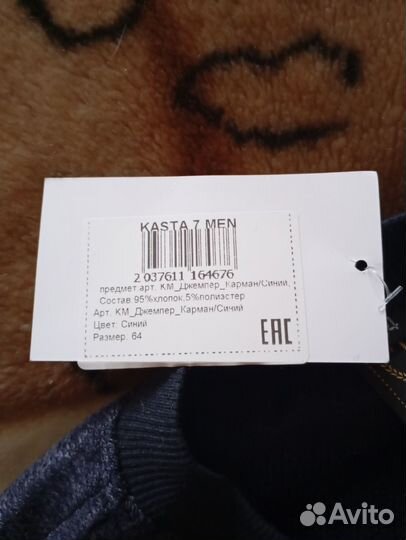 KASTA 7 MEN
2 037611 164676
предмет.арт. KM_Джемпер_Карман/Синий,
Состав 95%хлопок,5%полиэстер
Арт. KM_Джемпер_Карман/Синий
Цвет: Синий
Размер. 64
EAC
Avito